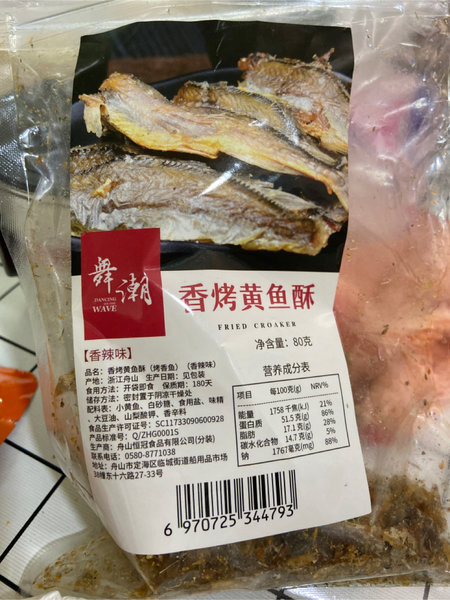 舞潮
DANCING
WAVE
香烤黄鱼酥
FRIED CROAKER
净含量：80克
【香辣味】
品名：香烤黄鱼酥（烤香鱼）（香辣味）
产地：浙江舟山 生产日期：见包装
食用方法：开袋即食 保质期：180天
储存方法：密封置于阴凉干燥处
配料表：小黄鱼、白砂糖、食用盐、味精
、大豆油、山梨酸钾、香辛料
食品生产许可证号：SC11733090600928
产品标准号：Q/ZHG0001S
生产商：舟山恒冠食品有限公司(分装)
联系电话：0580-8771038
地址：舟山市定海区临城街道船用品市场
3B幢东十六路27-33号
营养成分表
项目 每100克(g) NRV%
能量 1758 千焦(kJ) 21%
蛋白质 51.5 克(g) 86%
脂肪 17.1 克(g) 28%
碳水化合物 14.7 克(g) 5%
钠 1767毫克(mg) 88%
6 970725 344793